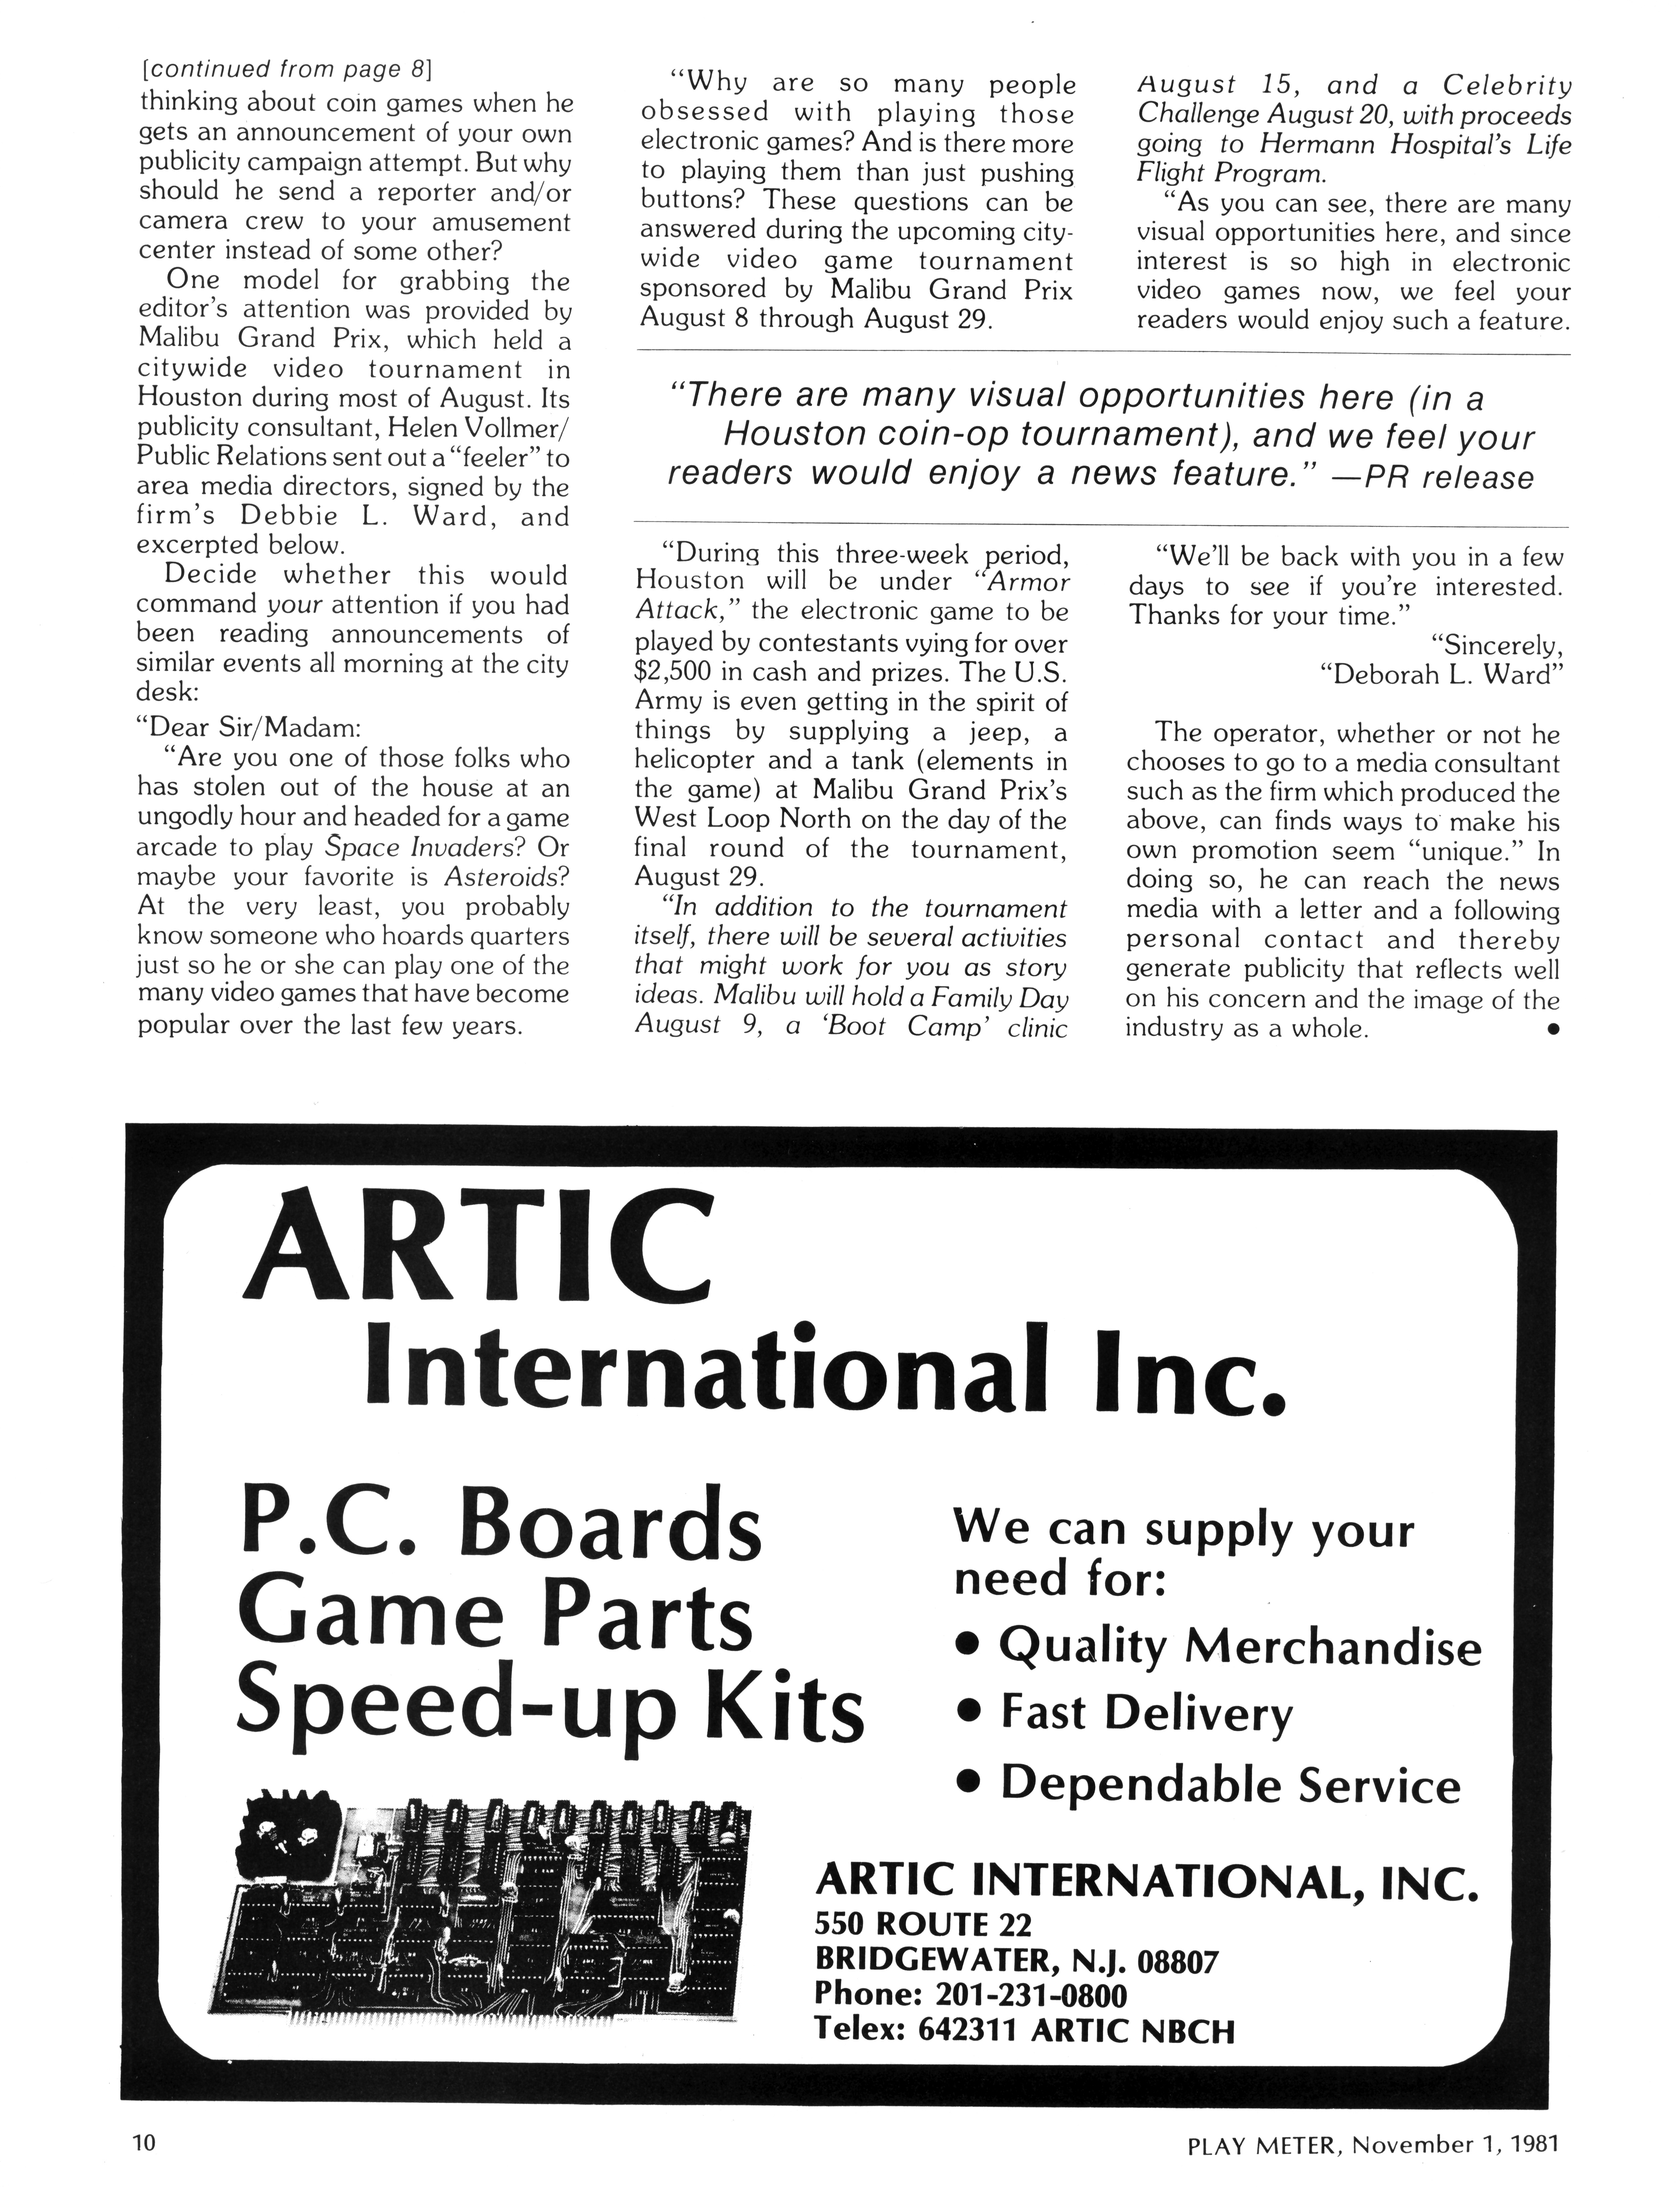 [continued from page 8]
thinking about coin games when he
gets an announcement of your own
publicity campaign attempt. But why
should he send a reporter and/or
camera crew to your amusement
center instead of some other?
One model for grabbing the
editor's attention was provided by
Malibu Grand Prix, which held a
citywide video tournament in
Houston during most of August. Its
publicity consultant, Helen Vollmer/
Public Relations sent out a “feeler” to
area media directors, signed by the
firm's Debbie L. Ward, and
excerpted below.
Decide whether this would
command your attention if you had
been reading announcements of
similar events all morning at the city
desk:
“Dear Sir/Madam:
“Are you one of those folks who
has stolen out of the house at an
ungodly hour and headed for a game
arcade to play Space Invaders? Or
maybe your favorite is Asteroids?
At the very least, you probably
know someone who hoards quarters
just so he or she can play one of the
many video games that have become
popular over the last few years.
“Why are so many people
obsessed with playing those
electronic games? And is there more
to playing them than just pushing
buttons? These questions can be
answered during the upcoming city-
wide video game tournament
sponsored by Malibu Grand Prix
August 8 through August 29.
August 15, and a Celebrity
Challenge August 20, with proceeds
going to Hermann Hospital's Life
Flight Program.
“As you can see, there are many
visual opportunities here, and since
interest is so high in electronic
video games now, we feel your
readers would enjoy such a feature.
“There are many visual opportunities here (in a
Houston coin-op tournament), and we feel your
readers would enjoy a news feature.” —PR release
“During this three-week period,
Houston will be under “Armor
Attack,” the electronic game to be
played by contestants vying for over
$2,500 in cash and prizes. The U.S.
Army is even getting in the spirit of
things by supplying a jeep, a
helicopter and a tank (elements in
the game) at Malibu Grand Prix's
West Loop North on the day of the
final round of the tournament,
August 29.
“In addition to the tournament
itself, there will be several activities
that might work for you as story
ideas. Malibu will hold a Family Day
August 9, a ‘Boot Camp’ clinic
“We'll be back with you in a few
days to see if you're interested.
Thanks for your time.”
“Sincerely,
“Deborah L. Ward”
The operator, whether or not he
chooses to go to a media consultant
such as the firm which produced the
above, can finds ways to make his
own promotion seem “unique.” In
doing so, he can reach the news
media with a letter and a following
personal contact and thereby
generate publicity that reflects well
on his concern and the image of the
industry as a whole. •
ARTIC
International Inc.
P.C. Boards
Game Parts
Speed-up Kits
We can supply your
need for:
• Quality Merchandise
• Fast Delivery
• Dependable Service
ARTIC INTERNATIONAL, INC.
550 ROUTE 22
BRIDGEWATER, N.J. 08807
Phone: 201-231-0800
Telex: 642311 ARTIC NBCH
10
PLAY METER, November 1, 1981